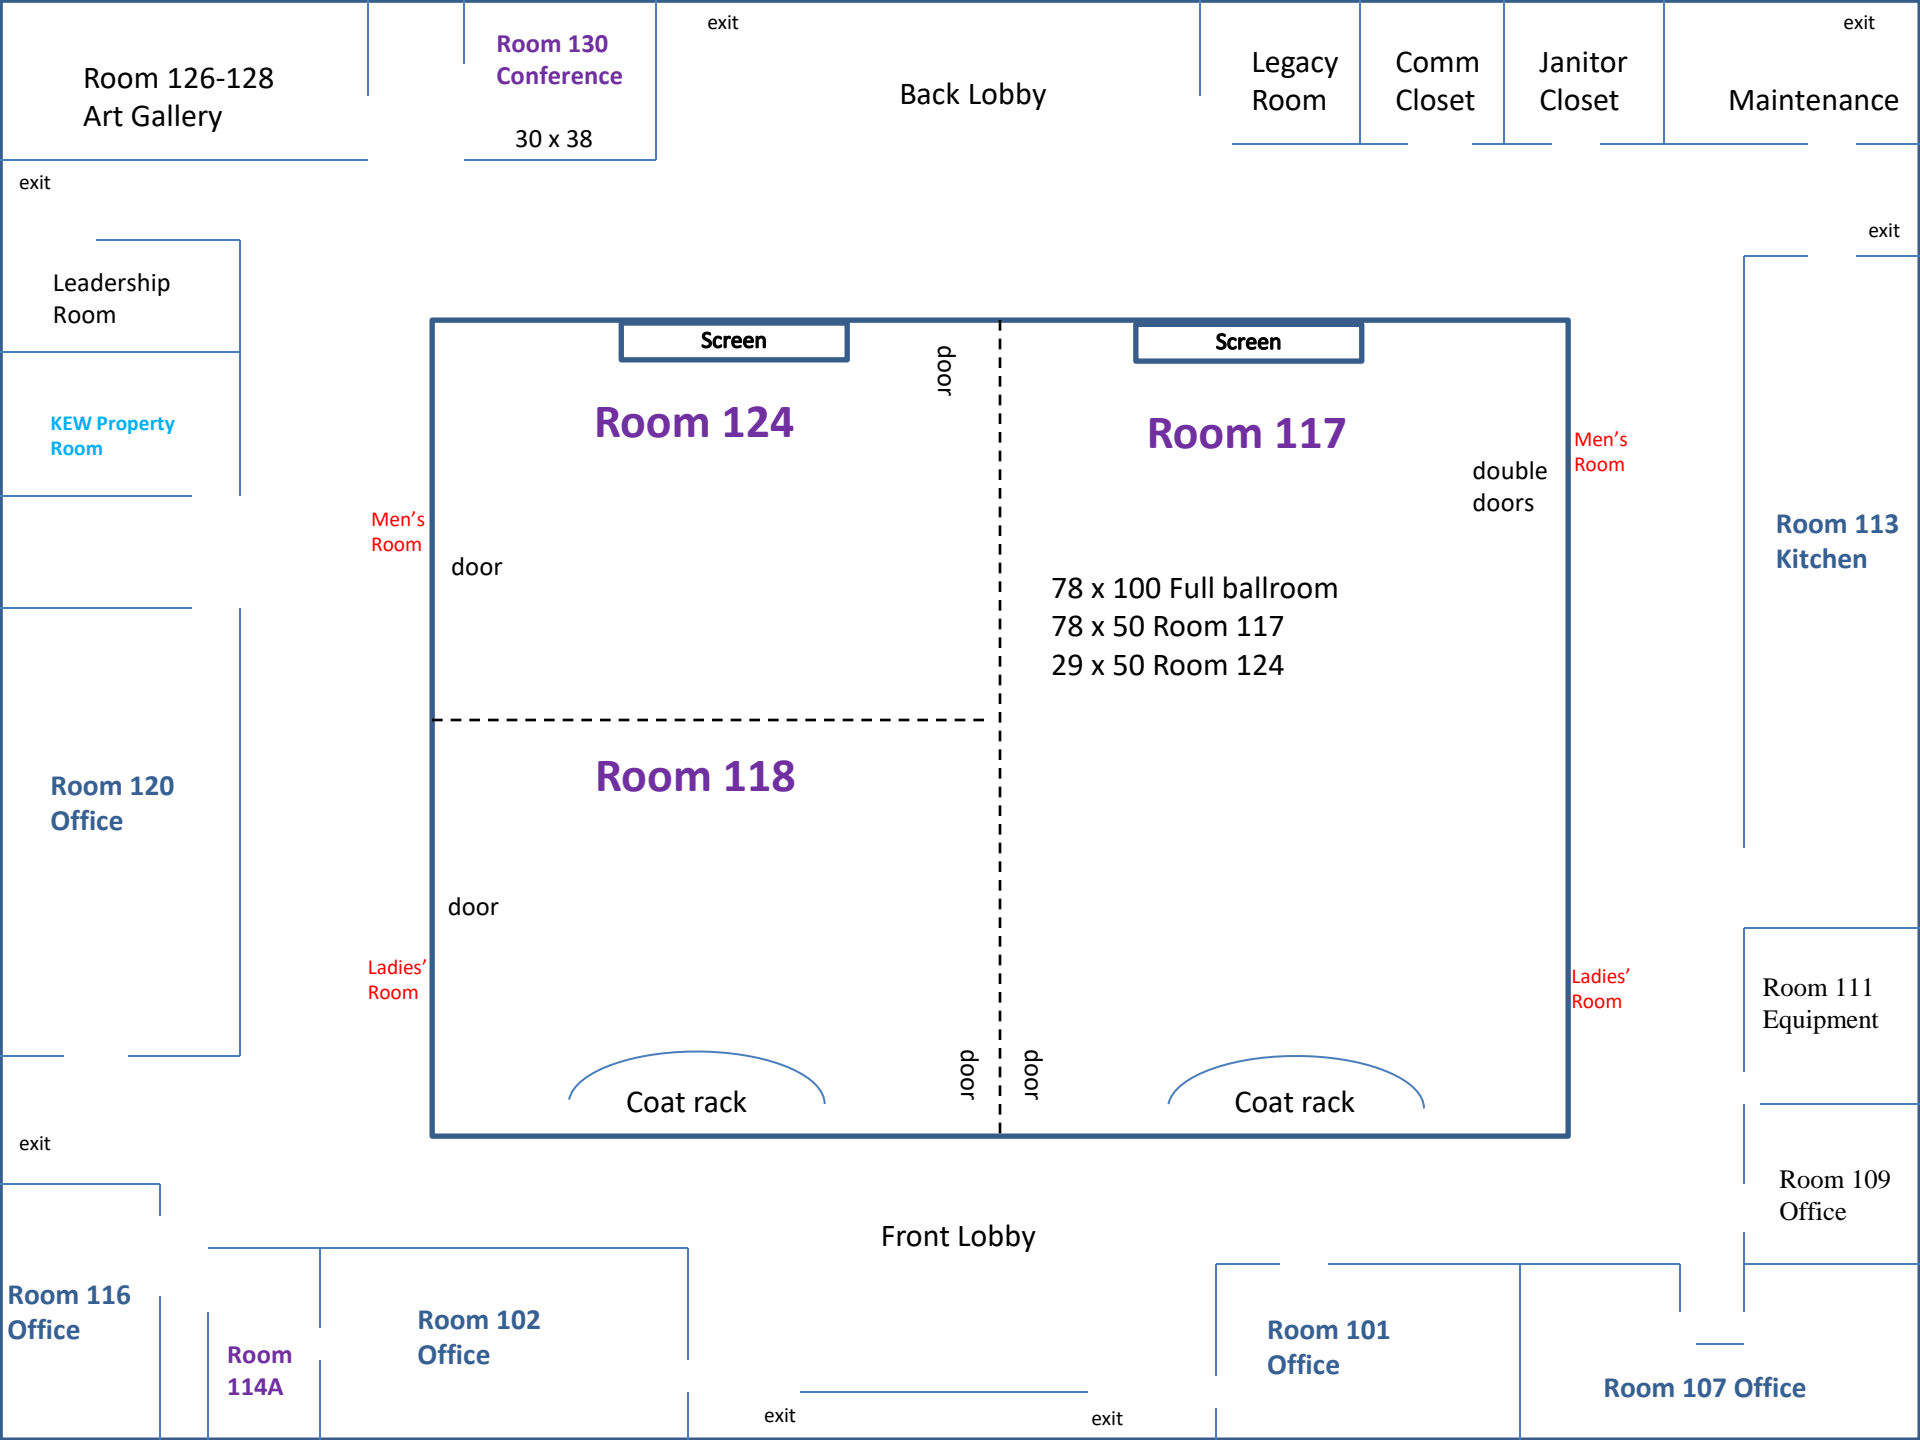 exit
exit
Room 130
Conference
30 x 38
Room 126-128
Art Gallery
Back Lobby
Legacy
Room
Comm
Closet
Janitor
Closet
Maintenance
exit
exit
Leadership
Room
Screen
Screen
door
KEW Property
Room
Room 124
Room 117
Men's
Room
double
doors
Men's
Room
door
Room 113
Kitchen
78 x 100 Full ballroom
78 x 50 Room 117
29 x 50 Room 124
Room 118
Room 120
Office
door
Ladies'
Room
Ladies'
Room
Room 111
Equipment
door
door
Coat rack
Coat rack
exit
Room 109
Office
Front Lobby
Room 116
Office
Room
114A
Room 102
Office
Room 101
Office
Room 107 Office
exit
exit